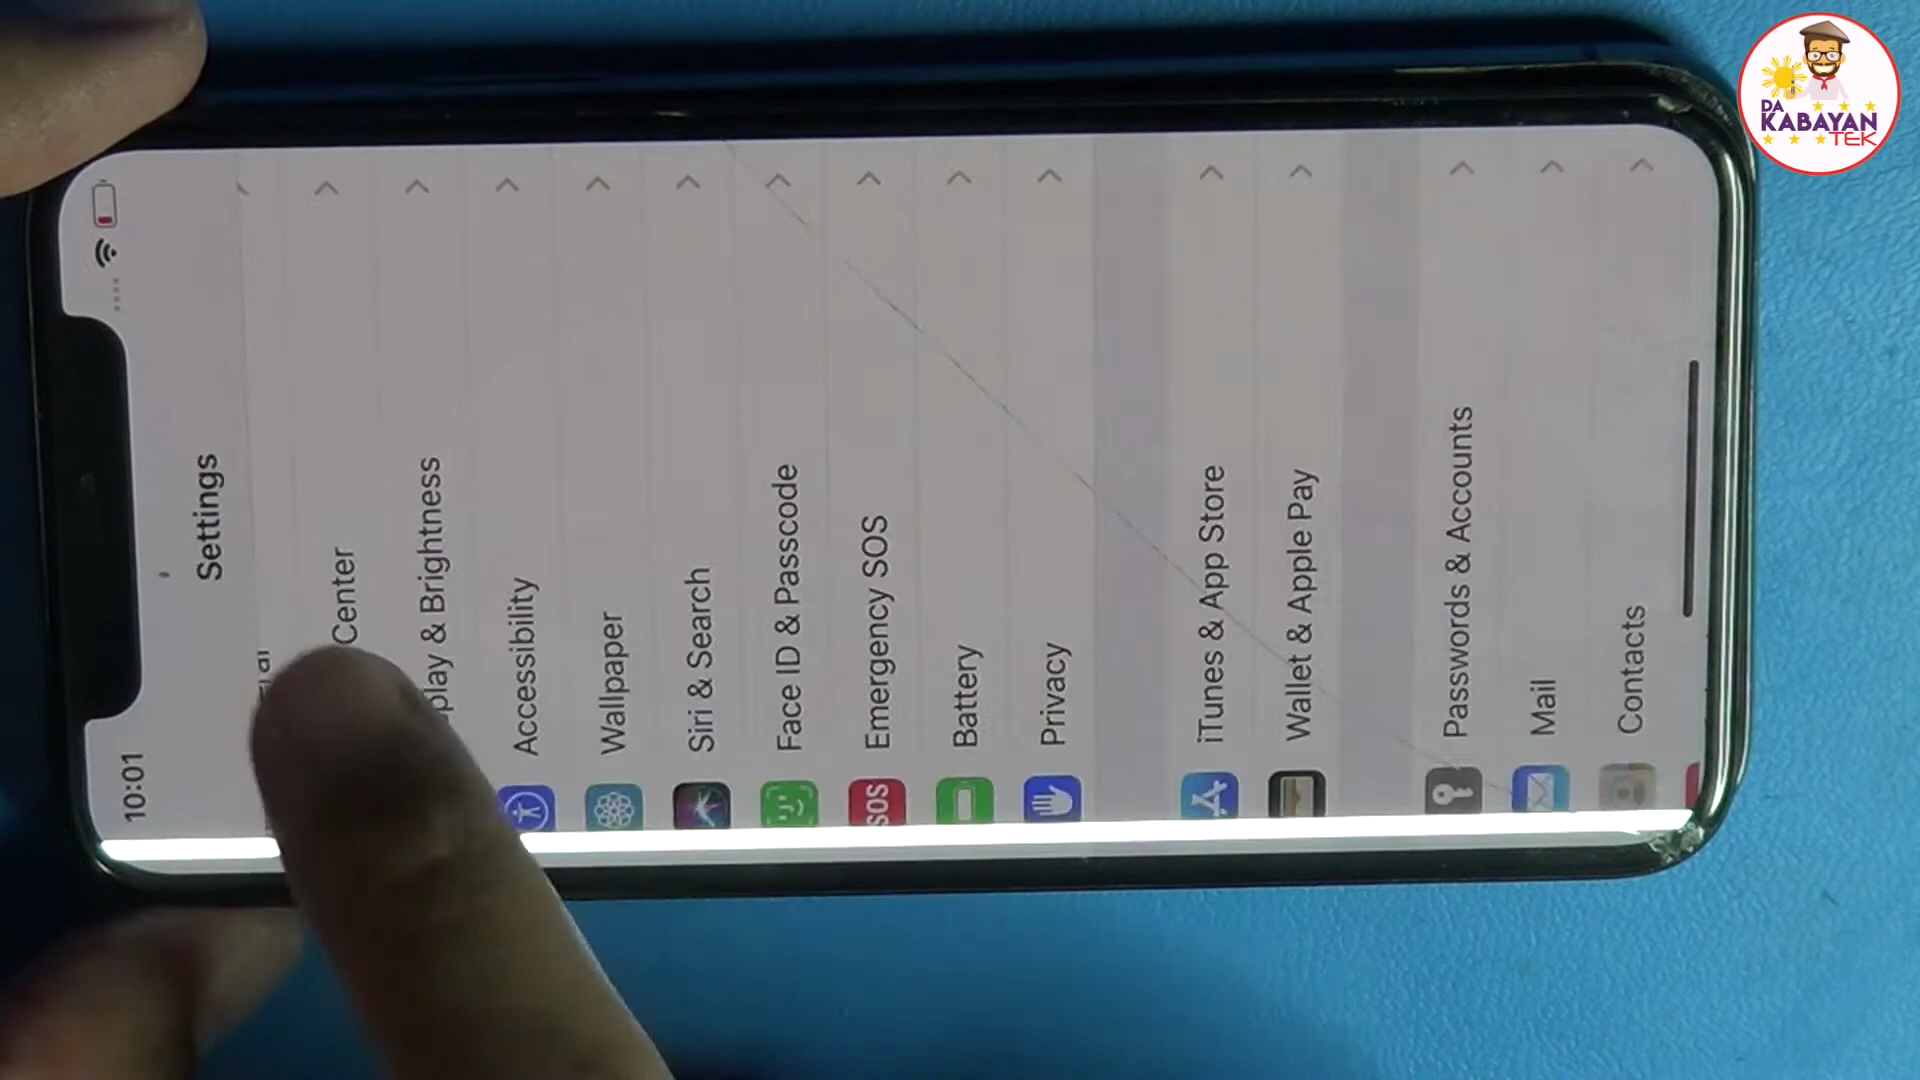 10:01
Settings
Center
play & Brightness
Accessibility
Wallpaper
Siri & Search
Face ID & Passcode
SOS
Emergency SOS
Battery
Privacy
iTunes & App Store
Wallet & Apple Pay
Passwords & Accounts
Mail
Contacts
DA
KABAYAN
TEK